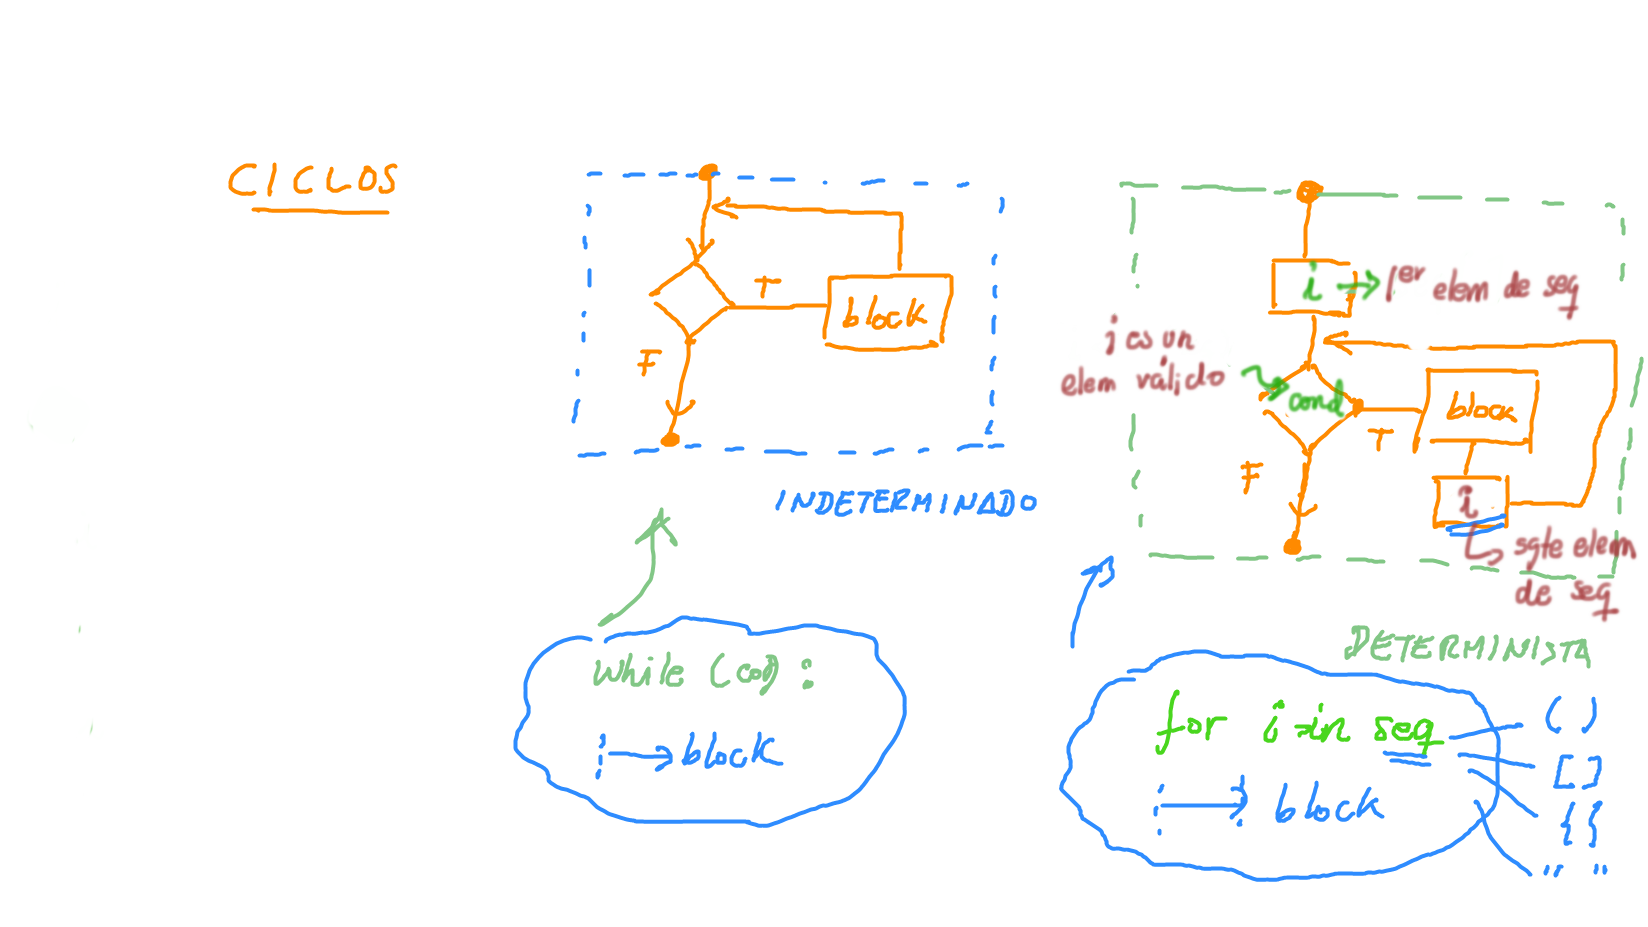 CICLOS
T
block
F
INDETERMINADO
while (cod) :
block
i
1er elem de seq
i es un
elem válido
cond
block
T
F
i
sgte elem
de seq
DETERMINISTA
for i in seq
block
( )
[ ]
{ }
" "